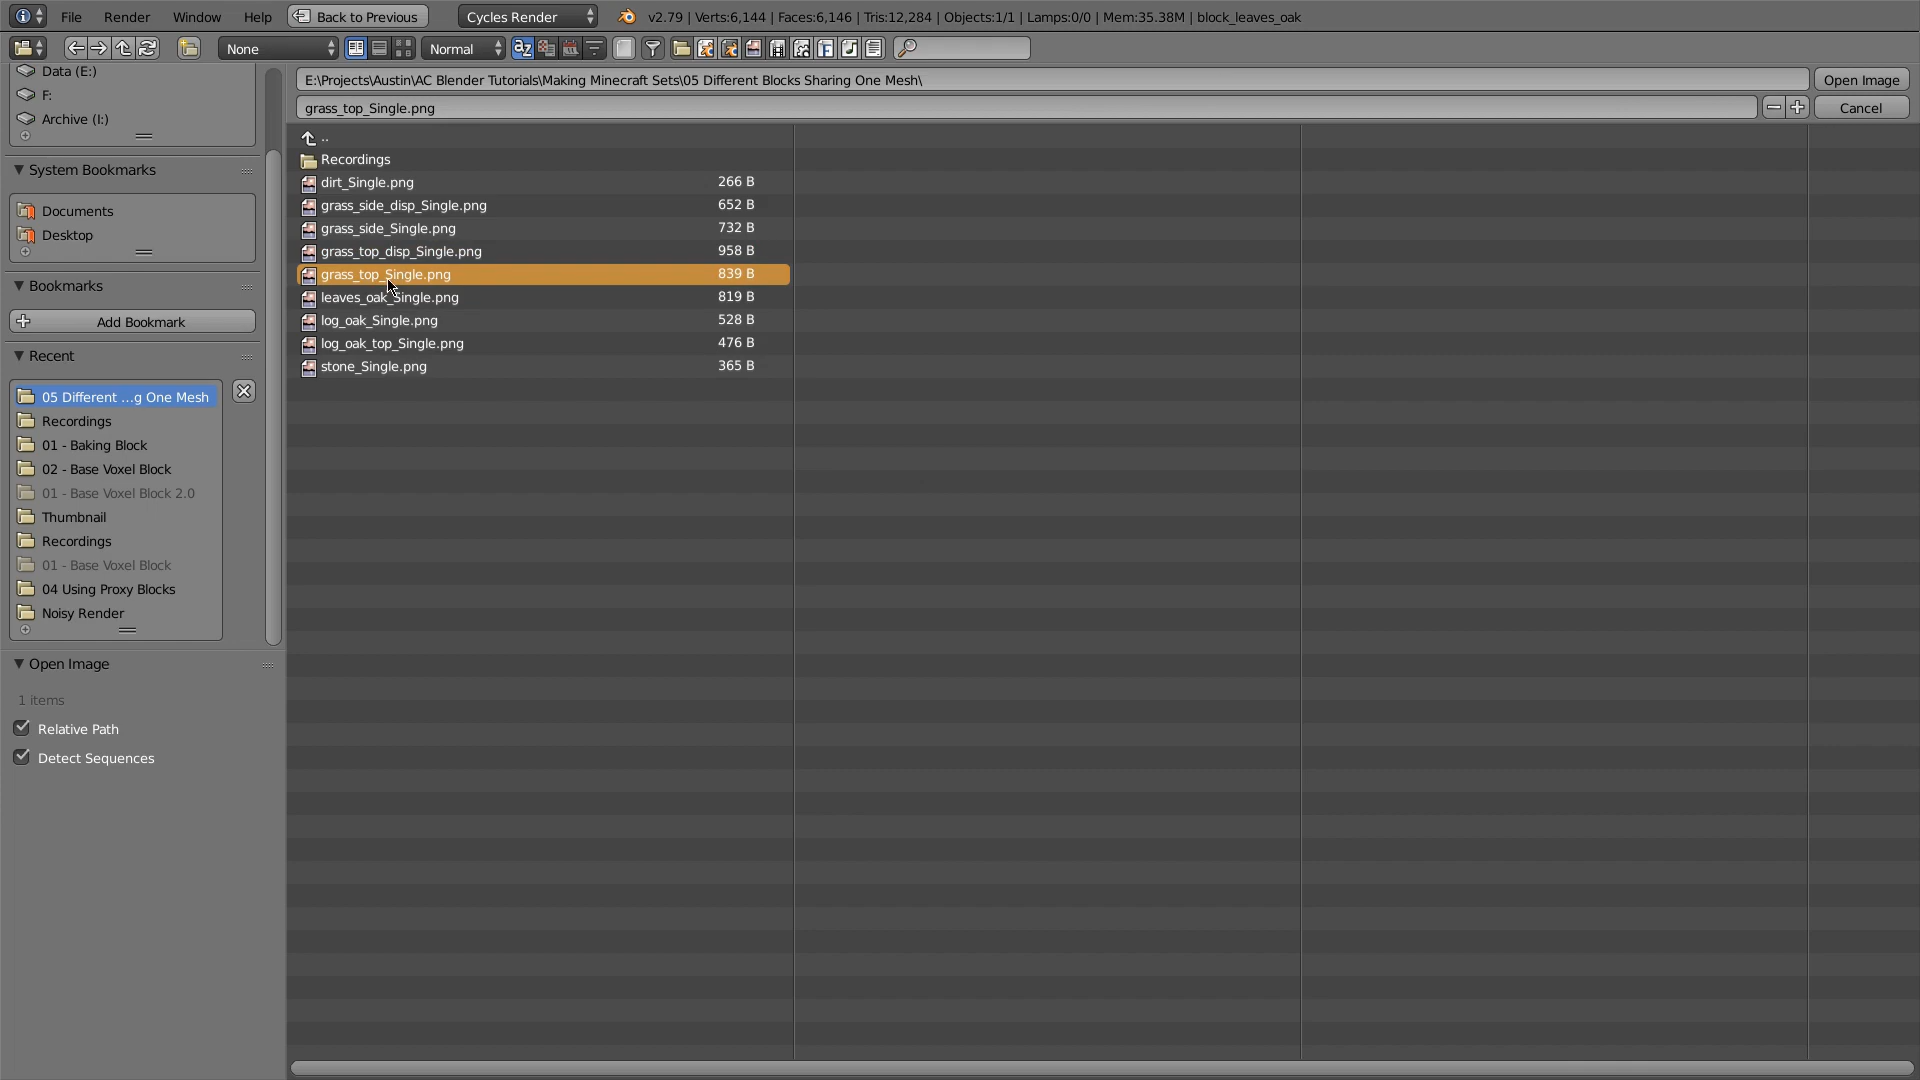 File Render Window Help Back to Previous Cycles Render v2.79 | Verts:6,144 | Faces:6,146 | Tris:12,284 | Objects:1/1 | Lamps:0/0 | Mem:35.38M | block_leaves_oak
None Normal
Data (E:)
F:
Archive (I:)
System Bookmarks
Documents
Desktop
Bookmarks
Add Bookmark
Recent
05 Different ...g One Mesh
Recordings
01 - Baking Block
02 - Base Voxel Block
01 - Base Voxel Block 2.0
Thumbnail
Recordings
01 - Base Voxel Block
04 Using Proxy Blocks
Noisy Render
Open Image
1 items
Relative Path
Detect Sequences
E:\Projects\Austin\AC Blender Tutorials\Making Minecraft Sets\05 Different Blocks Sharing One Mesh\ Open Image
grass_top_Single.png Cancel
..
Recordings
dirt_Single.png 266 B
grass_side_disp_Single.png 652 B
grass_side_Single.png 732 B
grass_top_disp_Single.png 958 B
grass_top_Single.png 839 B
leaves_oak_Single.png 819 B
log_oak_Single.png 528 B
log_oak_top_Single.png 476 B
stone_Single.png 365 B